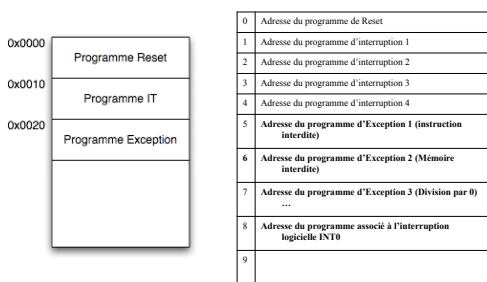 0x0000
Programme Reset
0x0010
Programme IT
0x0020
Programme Exception
0 Adresse du programme de Reset
1 Adresse du programme d'interruption 1
2 Adresse du programme d'interruption 2
3 Adresse du programme d'interruption 3
4 Adresse du programme d'interruption 4
5 Adresse du programme d'Exception 1 (instruction
interdite)
6 Adresse du programme d'Exception 2 (Mémoire
interdite)
7 Adresse du programme d'Exception 3 (Division par 0)
…
8 Adresse du programme associé à l'interruption
logicielle INT0
9